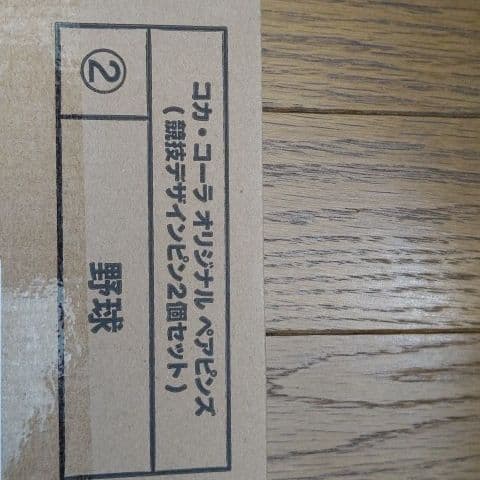 コカ・コーラ オリジナル ペアピンズ
(競技デザインピン2個セット)
②
野球